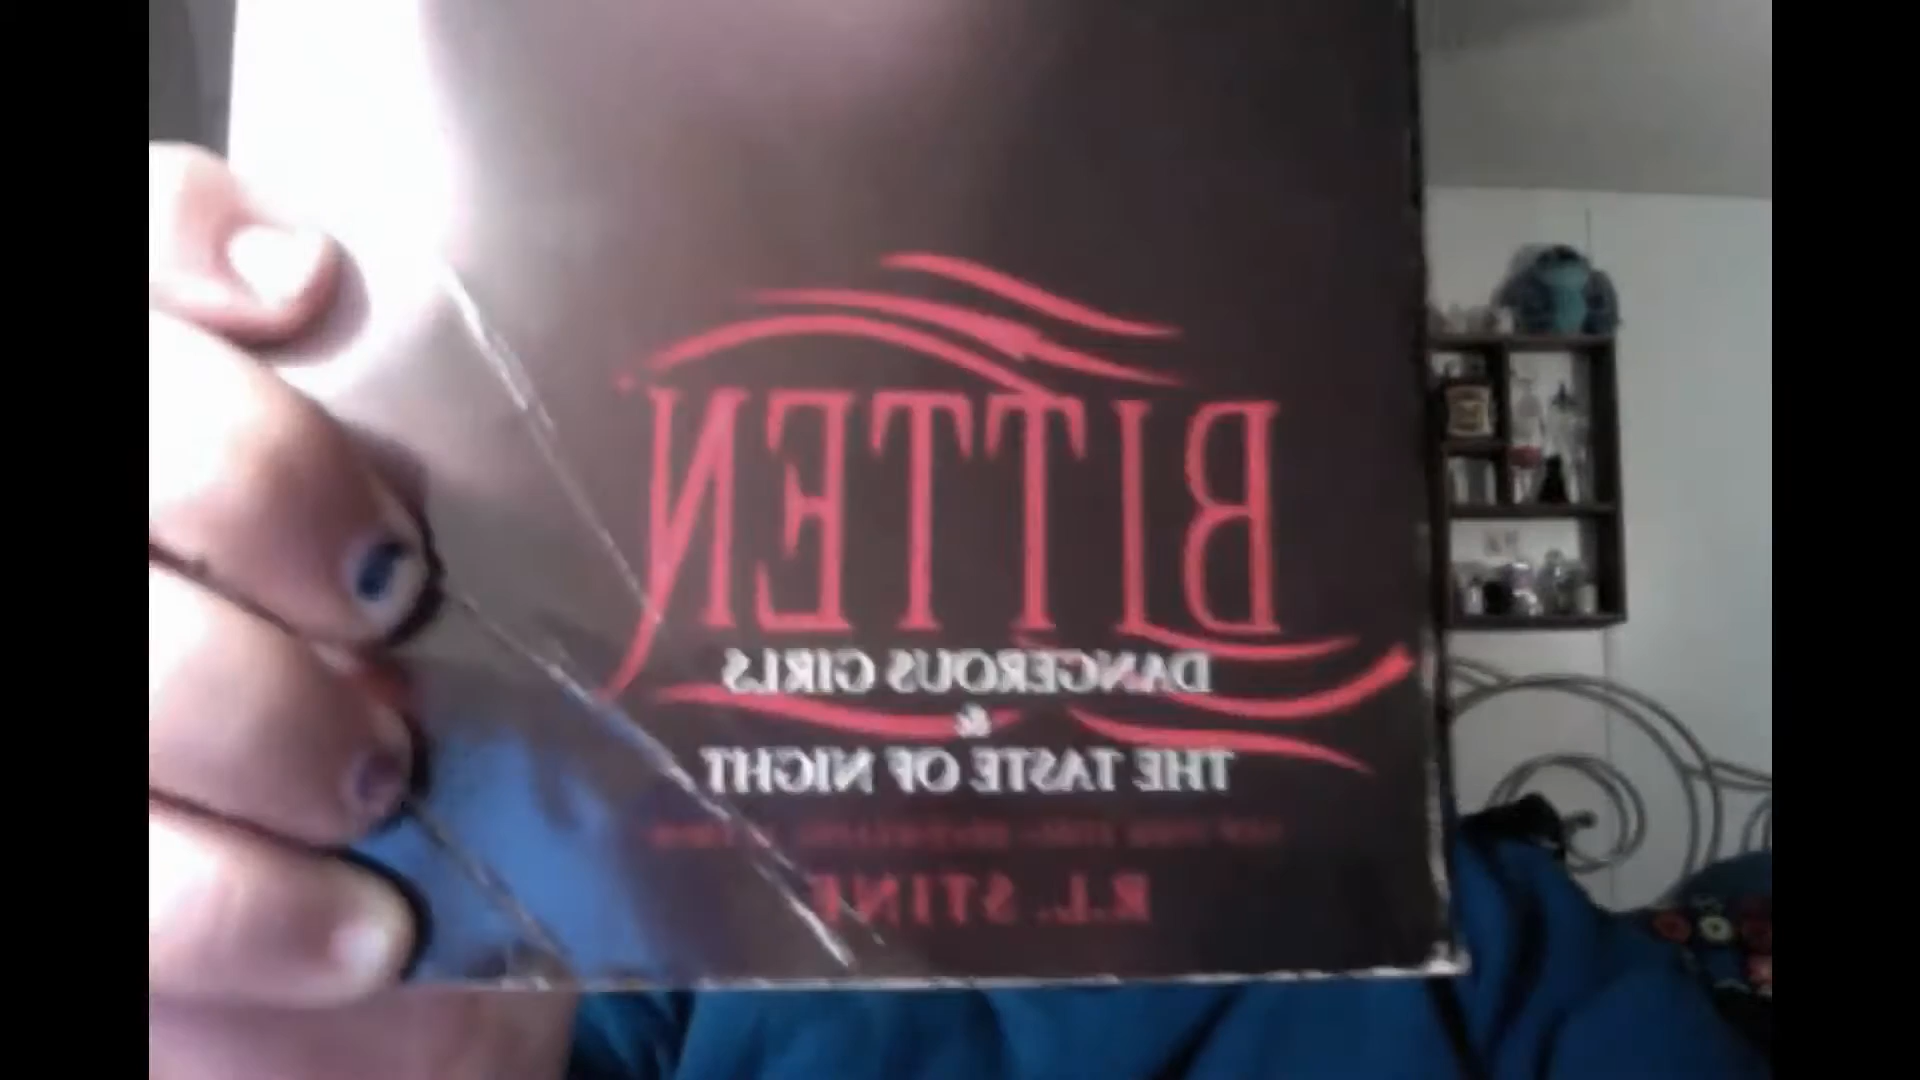 BITTEN
DANGEROUS GIRLS
&
THE TASTE OF NIGHT
R.L. STINE